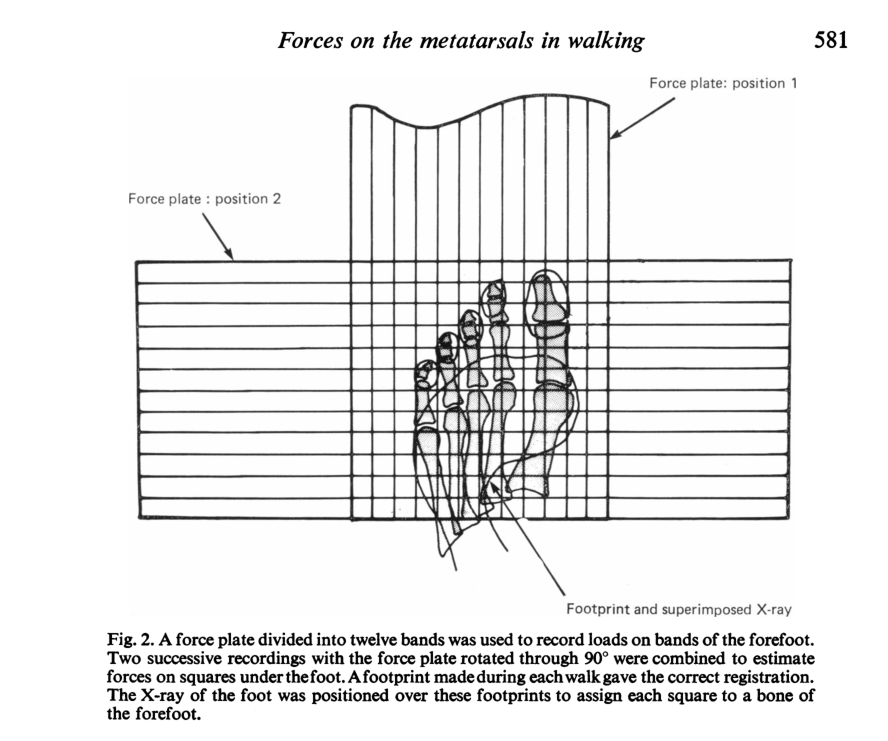 Forces on the metatarsals in walking 581
Force plate: position 1
Force plate : position 2
Footprint and superimposed X-ray
Fig. 2. A force plate divided into twelve bands was used to record loads on bands of the forefoot.
Two successive recordings with the force plate rotated through 90° were combined to estimate
forces on squares under the foot. A footprint made during each walk gave the correct registration.
The X-ray of the foot was positioned over these footprints to assign each square to a bone of
the forefoot.